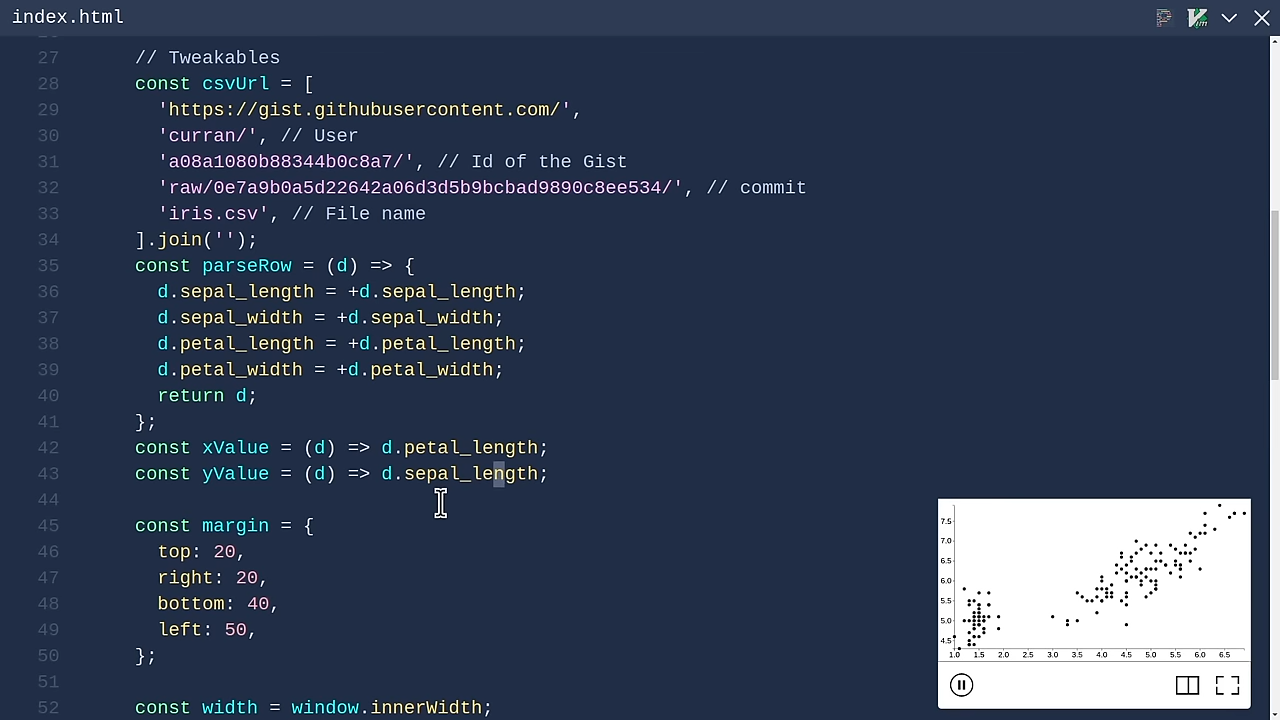 index.html
27 // Tweakables
28 const csvUrl = [
29 'https://gist.githubusercontent.com/',
30 'curran/', // User
31 'a08a1080b88344b0c8a7/', // Id of the Gist
32 'raw/0e7a9b0a5d22642a06d3d5b9bcbad9890c8ee534/', // commit
33 'iris.csv', // File name
34 ].join('');
35 const parseRow = (d) => {
36 d.sepal_length = +d.sepal_length;
37 d.sepal_width = +d.sepal_width;
38 d.petal_length = +d.petal_length;
39 d.petal_width = +d.petal_width;
40 return d;
41 };
42 const xValue = (d) => d.petal_length;
43 const yValue = (d) => d.sepal_length;
44
45 const margin = {
46 top: 20,
47 right: 20,
48 bottom: 40,
49 left: 50,
50 };
51
52 const width = window.innerWidth;
7.5
7.0
6.5
6.0
5.5
5.0
4.5
1.0 1.5 2.0 2.5 3.0 3.5 4.0 4.5 5.0 5.5 6.0 6.5